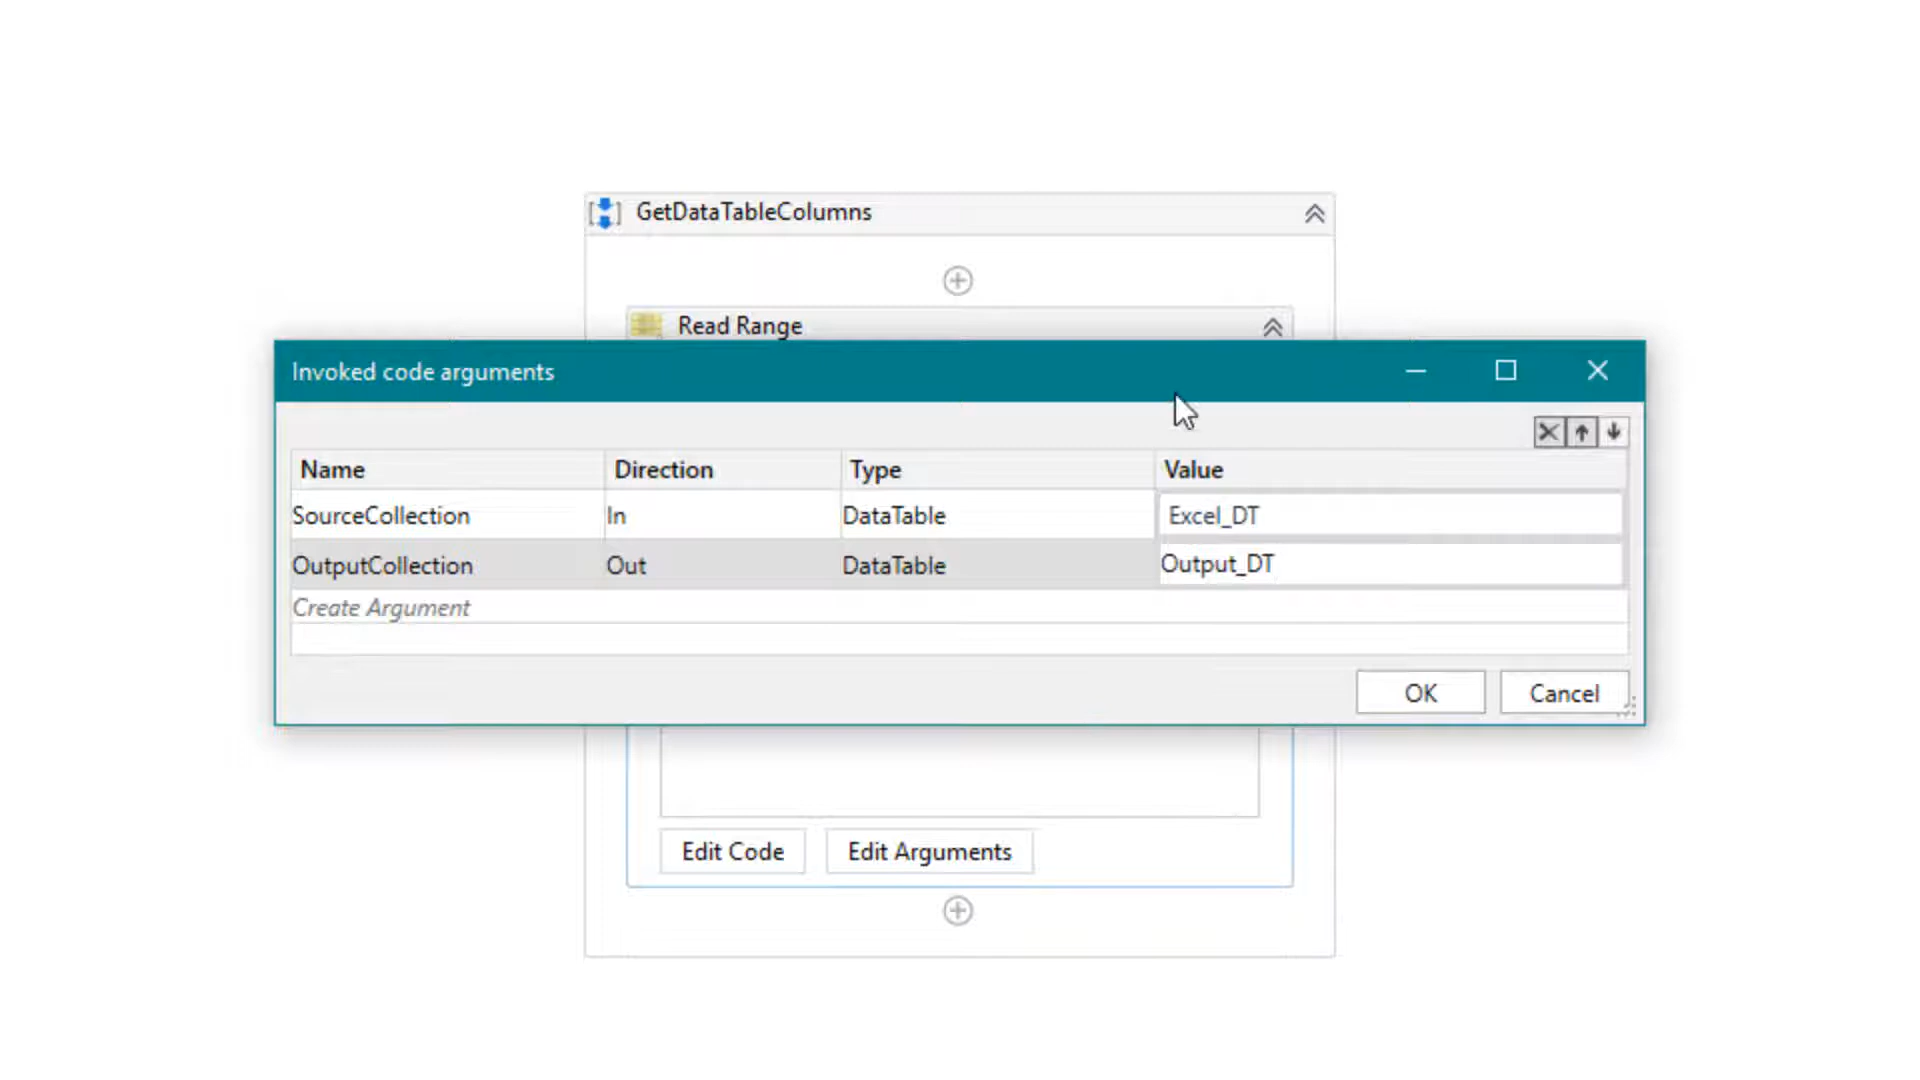 GetDataTableColumns
Read Range
Invoked code arguments
Name Direction Type Value
SourceCollection In DataTable Excel_DT
OutputCollection Out DataTable Output_DT
Create Argument
OK Cancel
Edit Code Edit Arguments